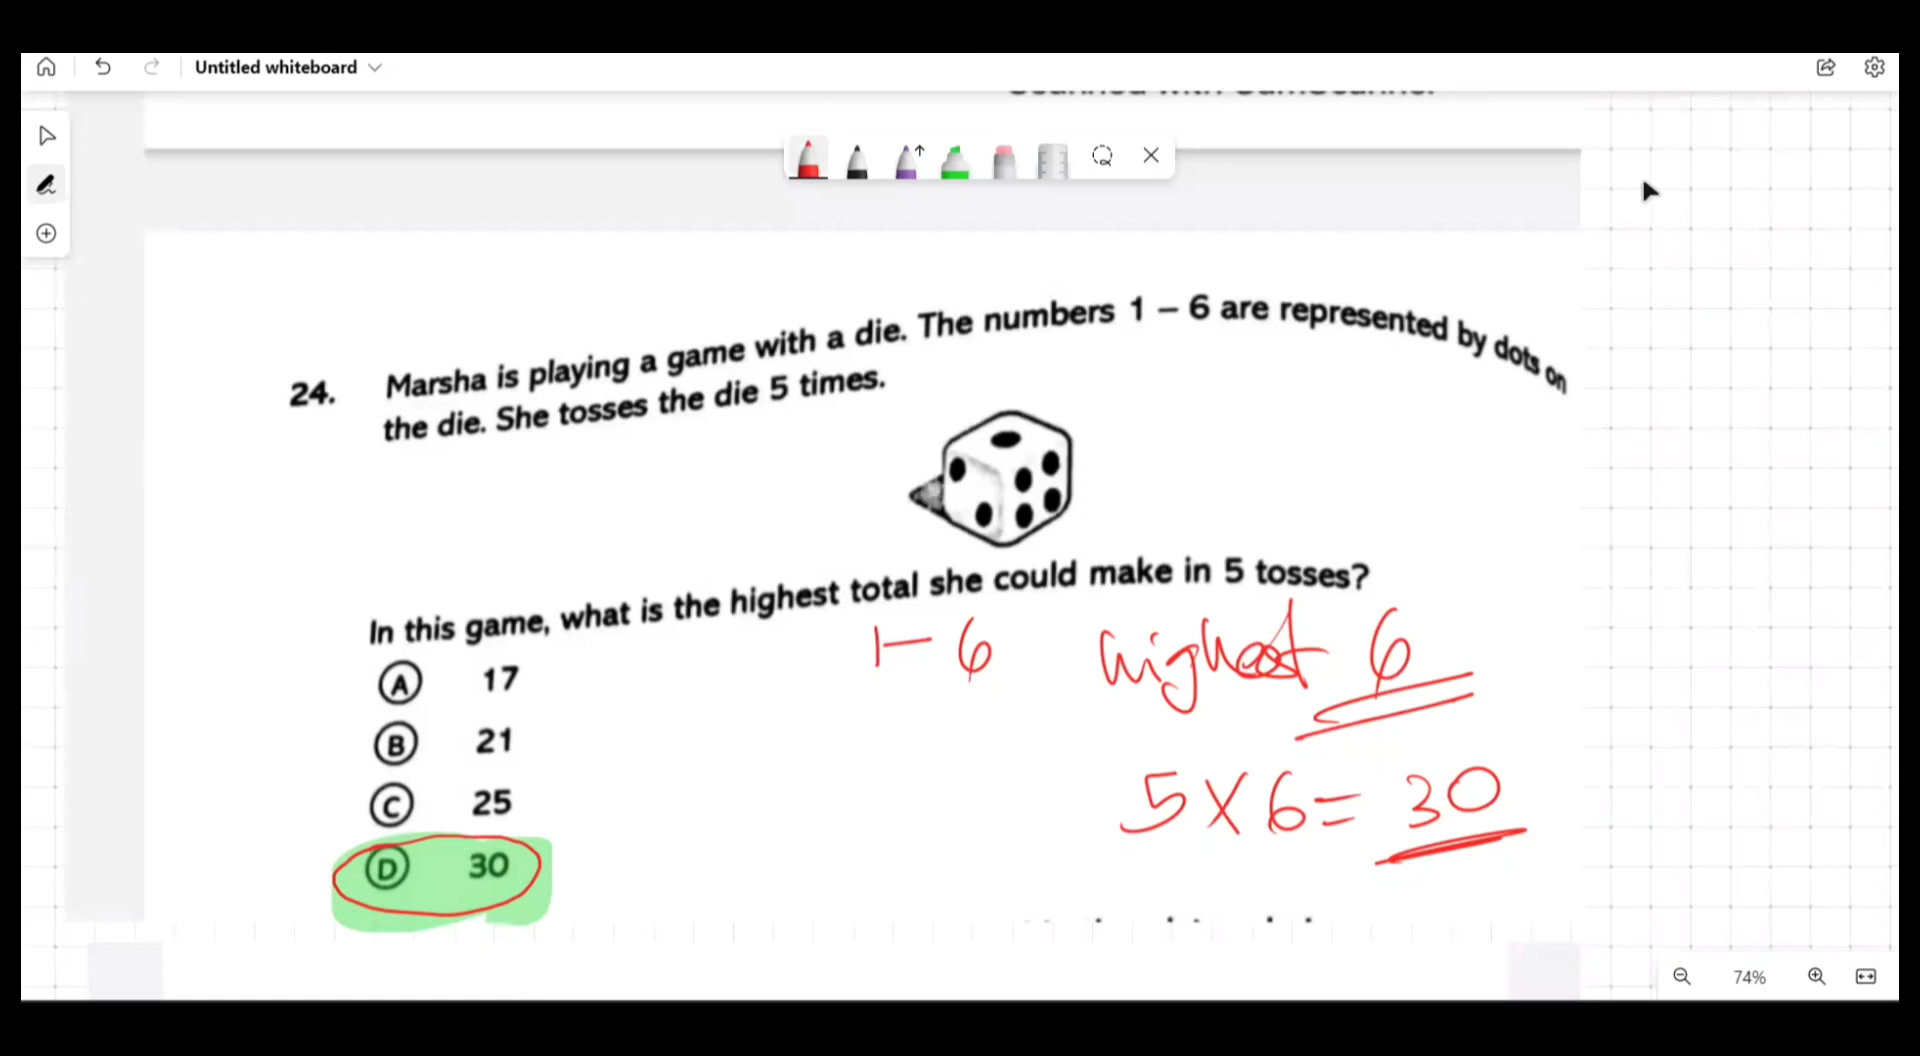 Untitled whiteboard
24. Marsha is playing a game with a die. The numbers 1 – 6 are represented by dots on
the die. She tosses the die 5 times.
In this game, what is the highest total she could make in 5 tosses?
1 – 6 highest 6
A 17
B 21
C 25
5 X 6 = 30
D 30
74%